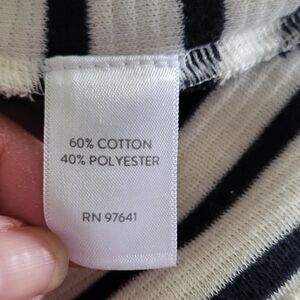 60% COTTON
40% POLYESTER
RN 97641